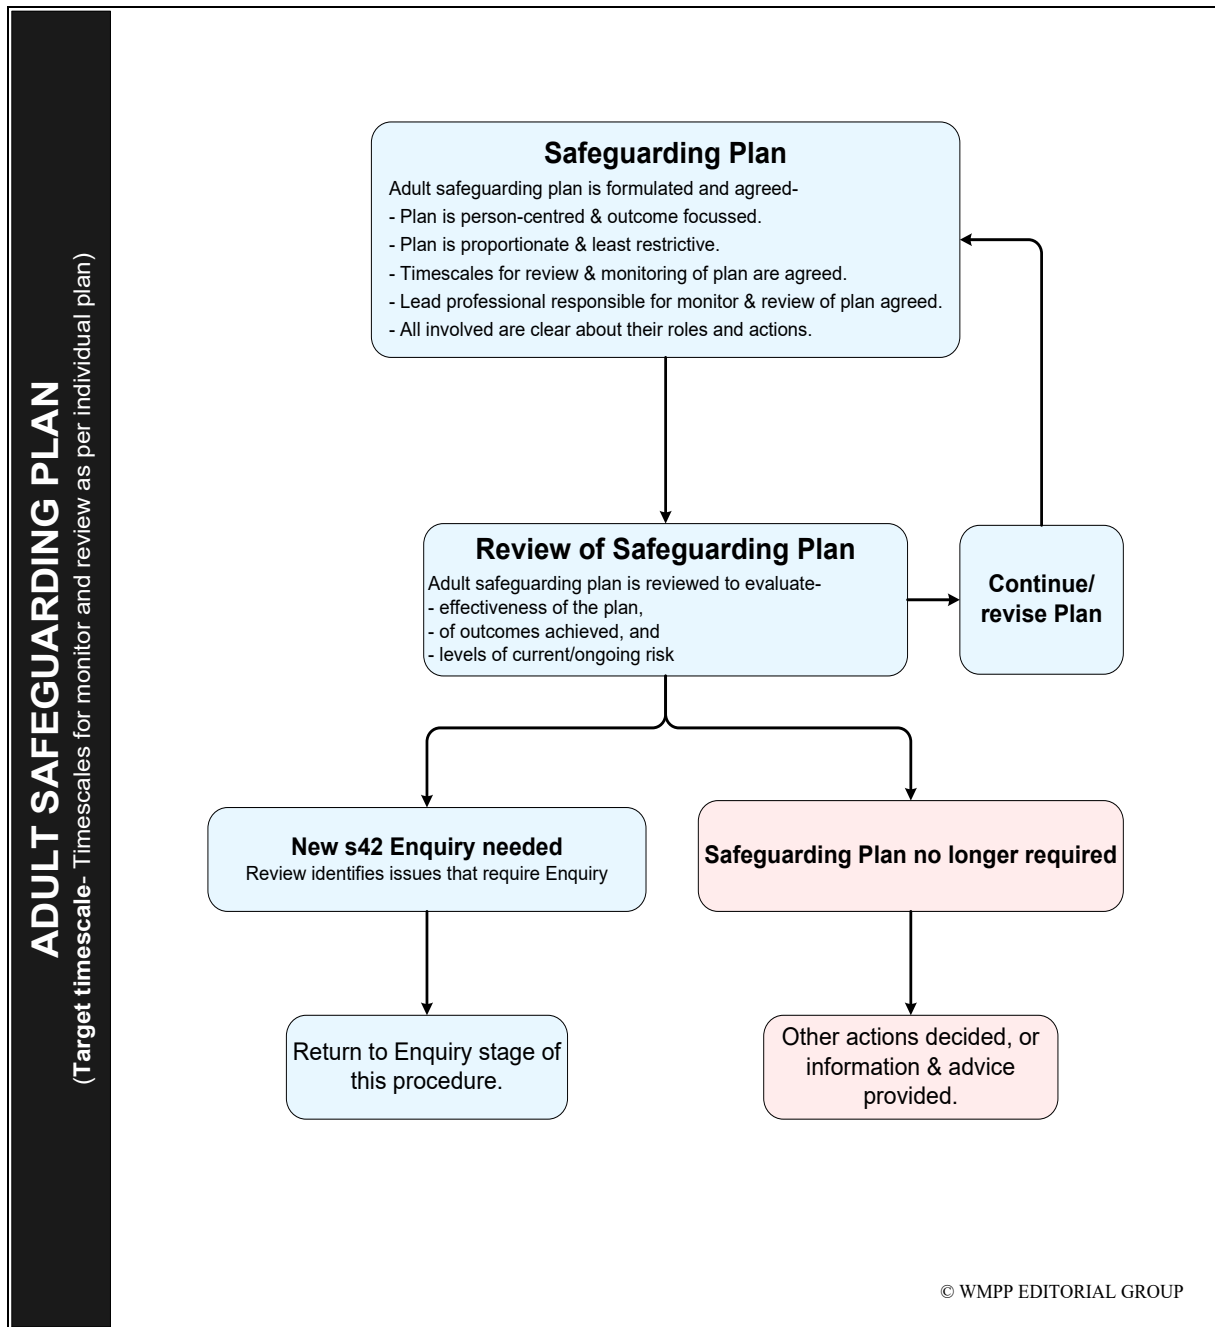 ADULT SAFEGUARDING PLAN
(Target timescale- Timescales for monitor and review as per individual plan)
Safeguarding Plan
Adult safeguarding plan is formulated and agreed-
- Plan is person-centred & outcome focussed.
- Plan is proportionate & least restrictive.
- Timescales for review & monitoring of plan are agreed.
- Lead professional responsible for monitor & review of plan agreed.
- All involved are clear about their roles and actions.
Review of Safeguarding Plan
Adult safeguarding plan is reviewed to evaluate-
- effectiveness of the plan,
- of outcomes achieved, and
- levels of current/ongoing risk
Continue/
revise Plan
New s42 Enquiry needed
Review identifies issues that require Enquiry
Safeguarding Plan no longer required
Return to Enquiry stage of
this procedure.
Other actions decided, or
information & advice
provided.
© WMPP EDITORIAL GROUP